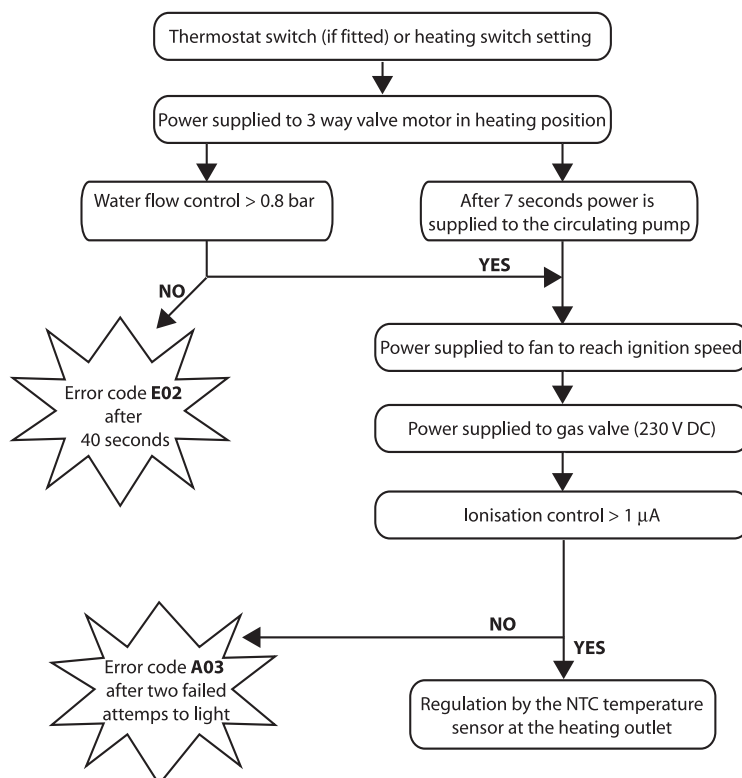 Thermostat switch (if fitted) or heating switch setting
Power supplied to 3 way valve motor in heating position
Water flow control > 0.8 bar
After 7 seconds power is
supplied to the circulating pump
YES
NO
Error code E02
after
40 seconds
Power supplied to fan to reach ignition speed
Power supplied to gas valve (230 V DC)
Ionisation control > 1 µA
NO
YES
Error code A03
after two failed
attemps to light
Regulation by the NTC temperature
sensor at the heating outlet